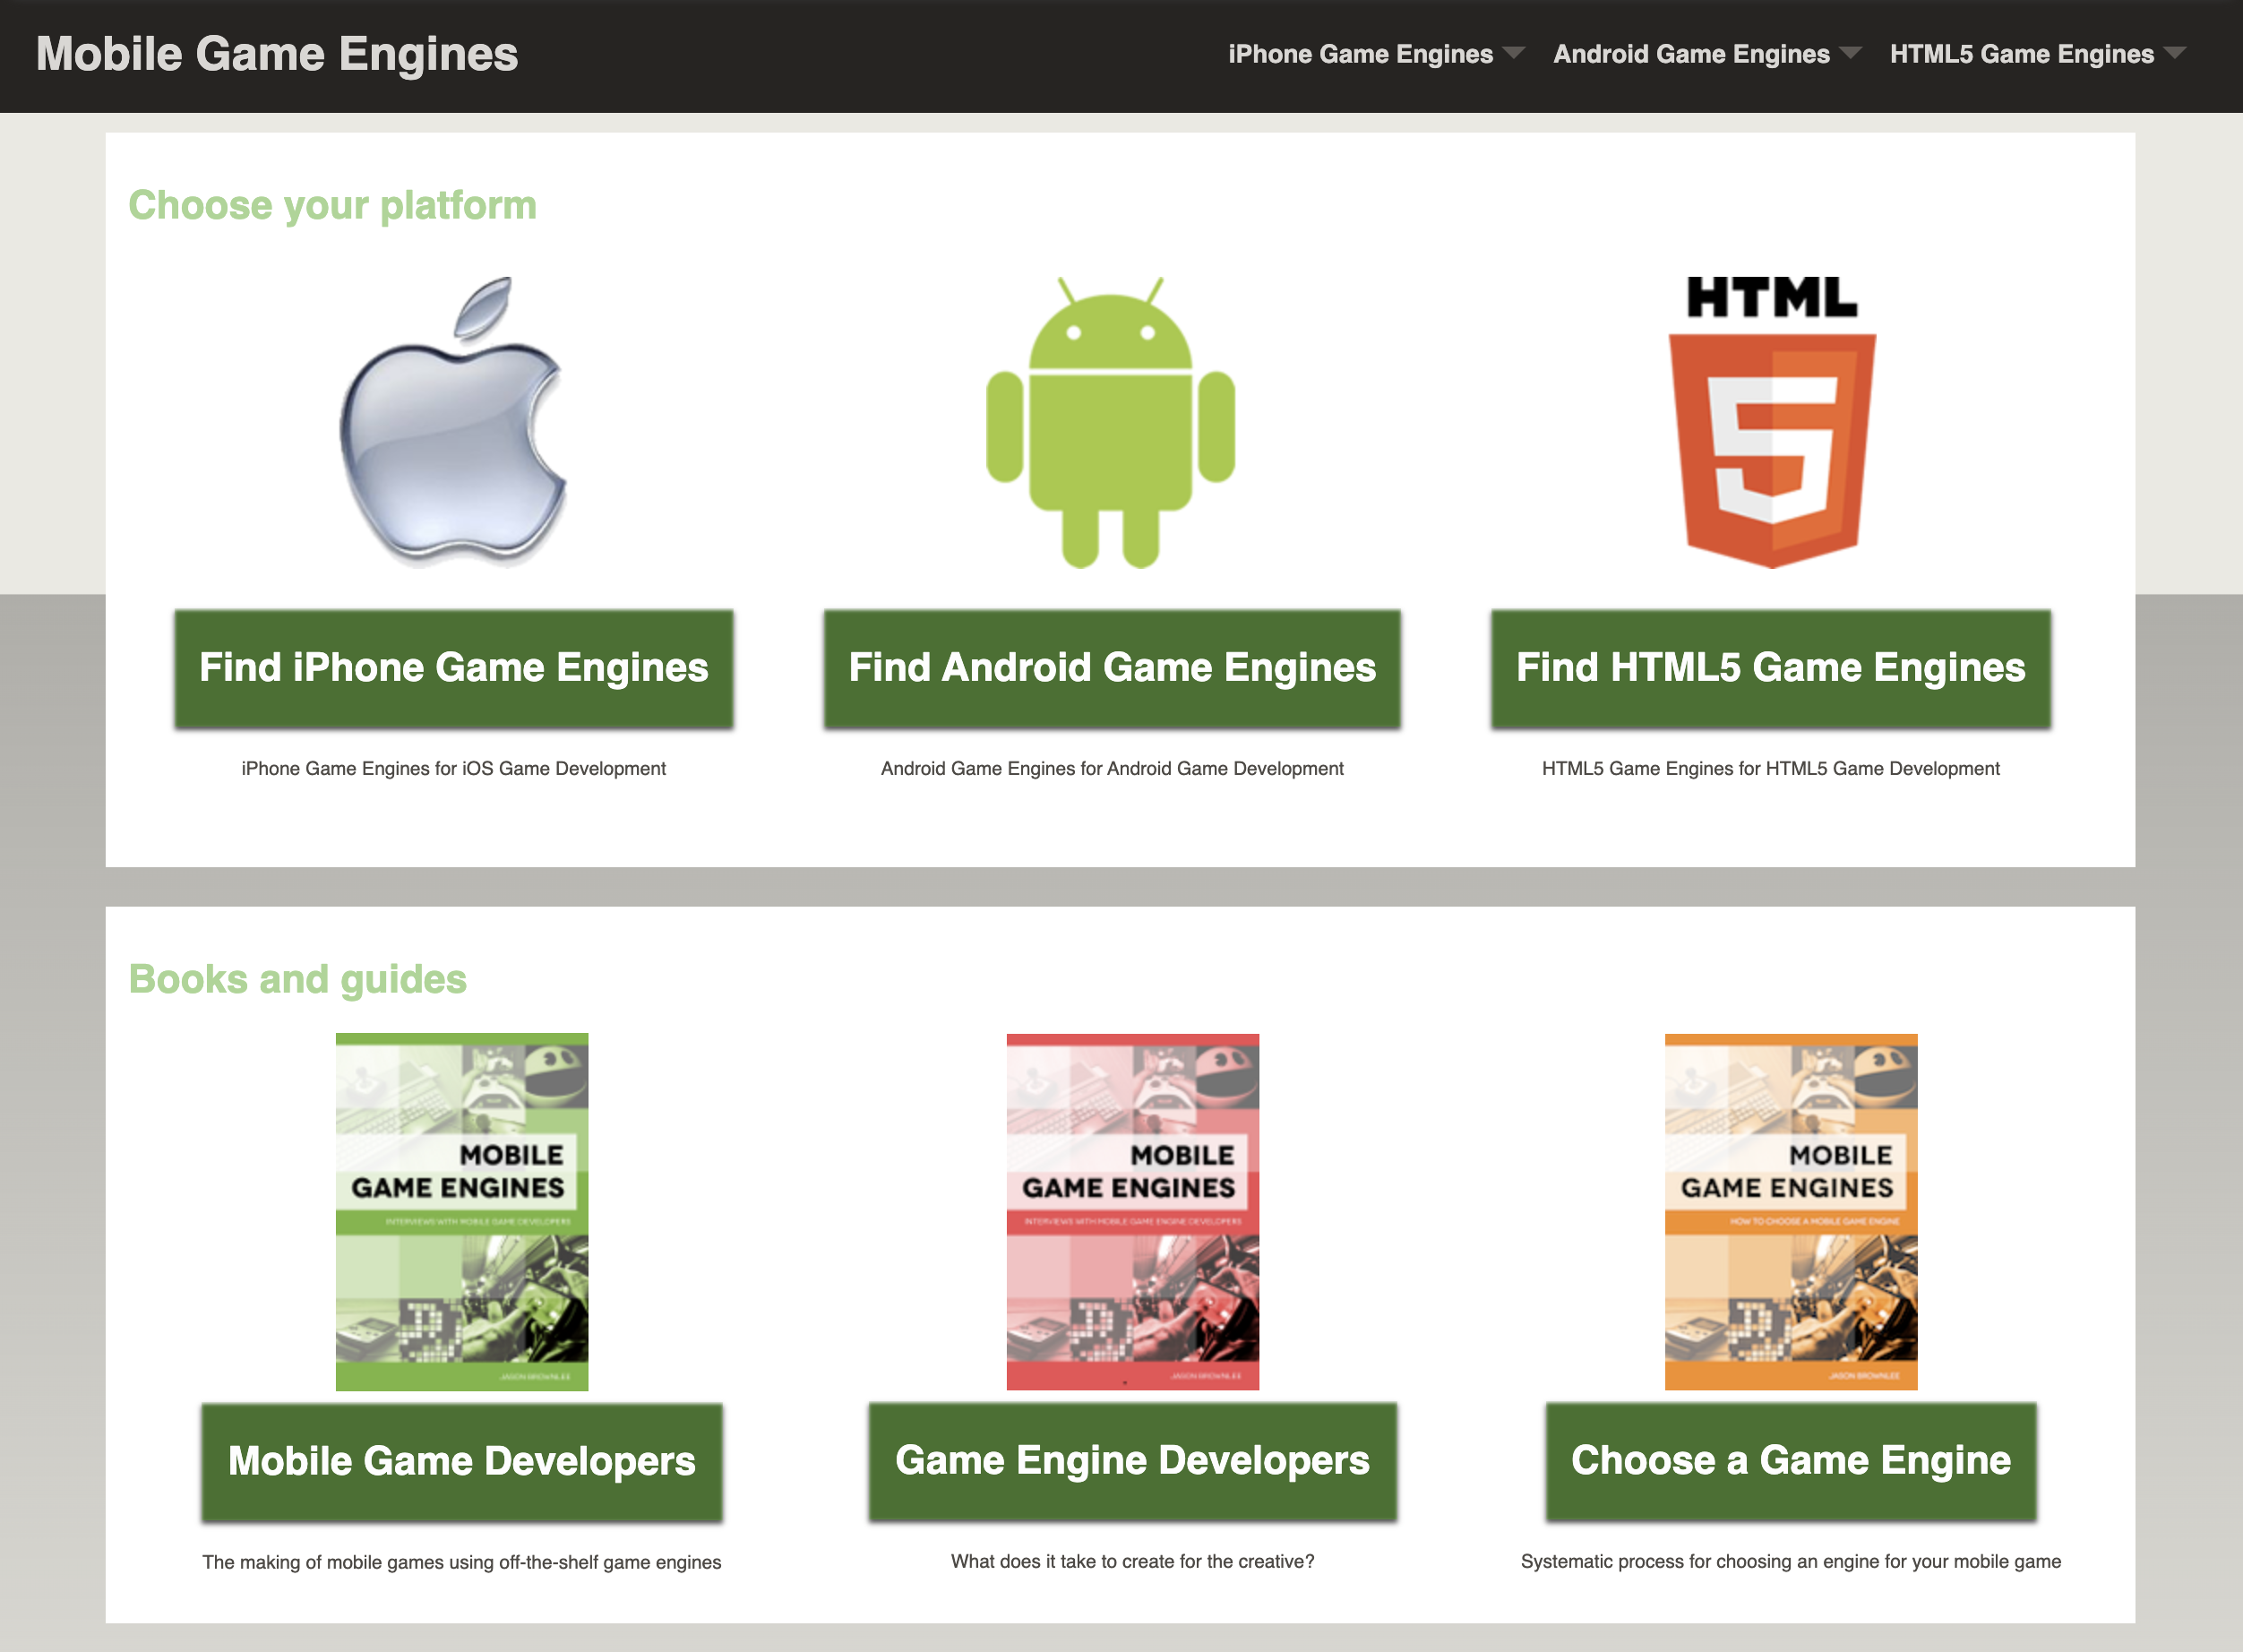 Mobile Game Engines
iPhone Game Engines
Android Game Engines
HTML5 Game Engines
Choose your platform
HTML
5
Find iPhone Game Engines
Find Android Game Engines
Find HTML5 Game Engines
iPhone Game Engines for iOS Game Development
Android Game Engines for Android Game Development
HTML5 Game Engines for HTML5 Game Development
Books and guides
MOBILE
GAME ENGINES
INTERVIEWS WITH MOBILE GAME DEVELOPERS
JASON BROWNLEE
MOBILE
GAME ENGINES
INTERVIEWS WITH MOBILE GAME ENGINE DEVELOPERS
JASON BROWNLEE
MOBILE
GAME ENGINES
HOW TO CHOOSE A MOBILE GAME ENGINE
JASON BROWNLEE
Mobile Game Developers
Game Engine Developers
Choose a Game Engine
The making of mobile games using off-the-shelf game engines
What does it take to create for the creative?
Systematic process for choosing an engine for your mobile game